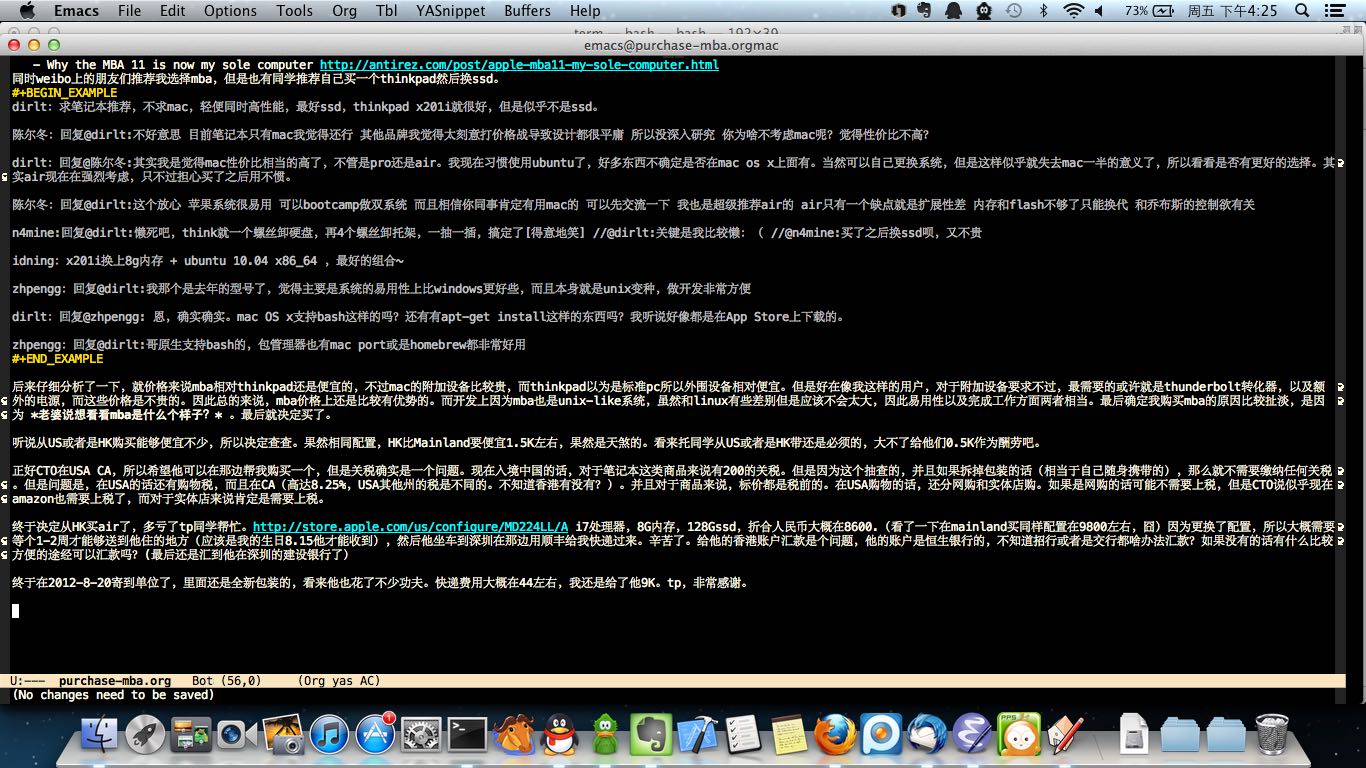 Emacs File Edit Options Tools Org Tbl YASnippet Buffers Help 73% 周五 下午4:25
term — bash — bash — 192×39
emacs@purchase-mba.orgmac
- Why the MBA 11 is now my sole computer http://antirez.com/post/apple-mba11-my-sole-computer.html
同时weibo上的朋友们推荐我选择mba，但是也有同学推荐自己买一个thinkpad然后换ssd。
#+BEGIN_EXAMPLE
dirlt: 求笔记本推荐，不求mac，轻便同时高性能，最好ssd，thinkpad x201i就很好，但是似乎不是ssd。
陈尔冬: 回复@dirlt:不好意思 目前笔记本只有mac我觉得还行 其他品牌我觉得太刻意打价格战导致设计都很平庸 所以没深入研究 你为啥不考虑mac呢？觉得性价比不高？
dirlt: 回复@陈尔冬:其实我是觉得mac性价比相当的高了，不管是pro还是air。我现在习惯使用ubuntu了，好多东西不确定是否在mac os x上面有。当然可以自己更换系统，但是这样似乎就失去mac一半的意义了，所以看看是否有更好的选择。其
实air现在在强烈考虑，只不过担心买了之后用不惯。
陈尔冬: 回复@dirlt:这个放心 苹果系统很易用 可以bootcamp做双系统 而且相信你同事肯定有用mac的 可以先交流一下 我也是超级推荐air的 air只有一个缺点就是扩展性差 内存和flash不够了只能换代 和乔布斯的控制欲有关
n4mine:回复@dirlt:懒死吧，think就一个螺丝卸硬盘，再4个螺丝卸托架，一抽一插，搞定了[得意地笑] //@dirlt:关键是我比较懒: ( //@n4mine:买了之后换ssd呗，又不贵
idning: x201i换上8g内存 + ubuntu 10.04 x86_64 ，最好的组合~
zhpengg: 回复@dirlt:我那个是去年的型号了，觉得主要是系统的易用性上比windows更好些，而且本身就是unix变种，做开发非常方便
dirlt: 回复@zhpengg: 恩，确实确实。mac OS x支持bash这样的吗？还有有apt-get install这样的东西吗？我听说好像都是在App Store上下载的。
zhpengg: 回复@dirlt:哥原生支持bash的，包管理器也有mac port或是homebrew都非常好用
#+END_EXAMPLE
后来仔细分析了一下，就价格来说mba相对thinkpad还是便宜的，不过mac的附加设备比较贵，而thinkpad以为是标准pc所以外围设备相对便宜。但是好在像我这样的用户，对于附加设备要求不过，最需要的或许就是thunderbolt转化器，以及额
外的电源，而这些价格是不贵的。因此总的来说，mba价格上还是比较有优势的。而开发上因为mba也是unix-like系统，虽然和linux有些差别但是应该不会太大，因此易用性以及完成工作方面两者相当。最后确定我购买mba的原因比较扯淡，是因
为 *老婆说想看看mba是什么个样子？* 。最后就决定买了。
听说从US或者是HK购买能够便宜不少，所以决定查查。果然相同配置，HK比Mainland要便宜1.5K左右，果然是天煞的。看来托同学从US或者是HK带还是必须的，大不了给他们0.5K作为酬劳吧。
正好CTO在USA CA，所以希望他可以在那边帮我购买一个，但是关税确实是一个问题。现在入境中国的话，对于笔记本这类商品来说有200的关税。但是因为这个抽查的，并且如果拆掉包装的话（相当于自己随身携带的），那么就不需要缴纳任何关税
。但是问题是，在USA的话还有购物税，而且在CA（高达8.25%，USA其他州的税是不同的。不知道香港有没有？）。并且对于商品来说，标价都是税前的。在USA购物的话，还分网购和实体店购。如果是网购的话可能不需要上税，但是CTO说似乎现在
amazon也需要上税了，而对于实体店来说肯定是需要上税。
终于决定从HK买air了，多亏了tp同学帮忙。http://store.apple.com/us/configure/MD224LL/A i7处理器，8G内存，128Gssd，折合人民币大概在8600.（看了一下在mainland买同样配置在9800左右，囧）因为更换了配置，所以大概需要
等个1-2周才能够送到他住的地方（应该是我的生日8.15他才能收到），然后他坐车到深圳在那边用顺丰给我快递过来。辛苦了。给他的香港账户汇款是个问题，他的账户是恒生银行的，不知道招行或者是交行都啥办法汇款？如果没有的话有什么比较
方便的途经可以汇款吗？（最后还是汇到他在深圳的建设银行了）
终于在2012-8-20寄到单位了，里面还是全新包装的，看来他也花了不少功夫。快递费用大概在44左右，我还是给了他9K。tp，非常感谢。
U:--- purchase-mba.org Bot (56,0) (Org yas AC)
(No changes need to be saved)
1
PPS